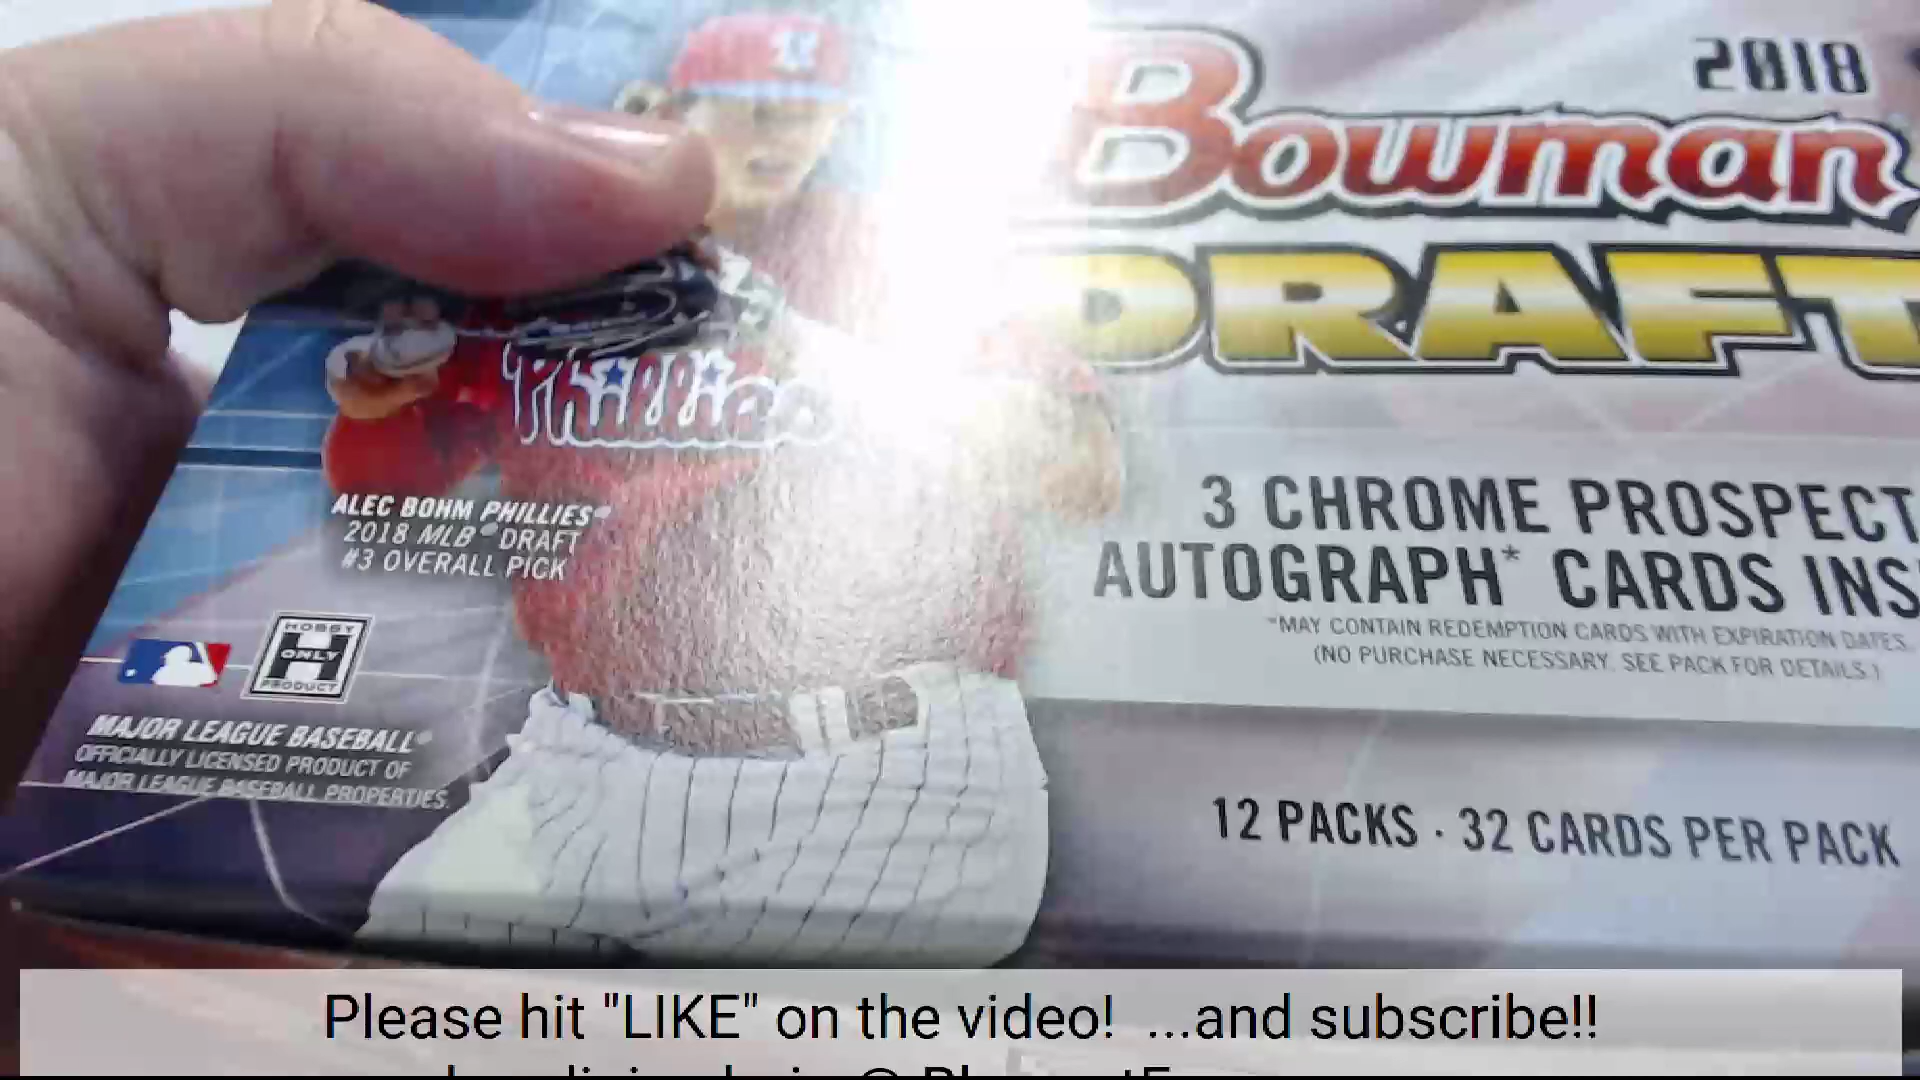 2018
Bowman
DRAFT
Phillies
ALEC BOHM PHILLIES®
2018 MLB® DRAFT
#3 OVERALL PICK
3 CHROME PROSPECT
AUTOGRAPH* CARDS INS
*MAY CONTAIN REDEMPTION CARDS WITH EXPIRATION DATES.
(NO PURCHASE NECESSARY. SEE PACK FOR DETAILS.)
HOBBY
H
ONLY
PRODUCT
MAJOR LEAGUE BASEBALL®
OFFICIALLY LICENSED PRODUCT OF
MAJOR LEAGUE BASEBALL PROPERTIES.
12 PACKS · 32 CARDS PER PACK
Please hit "LIKE" on the video!  ...and subscribe!!